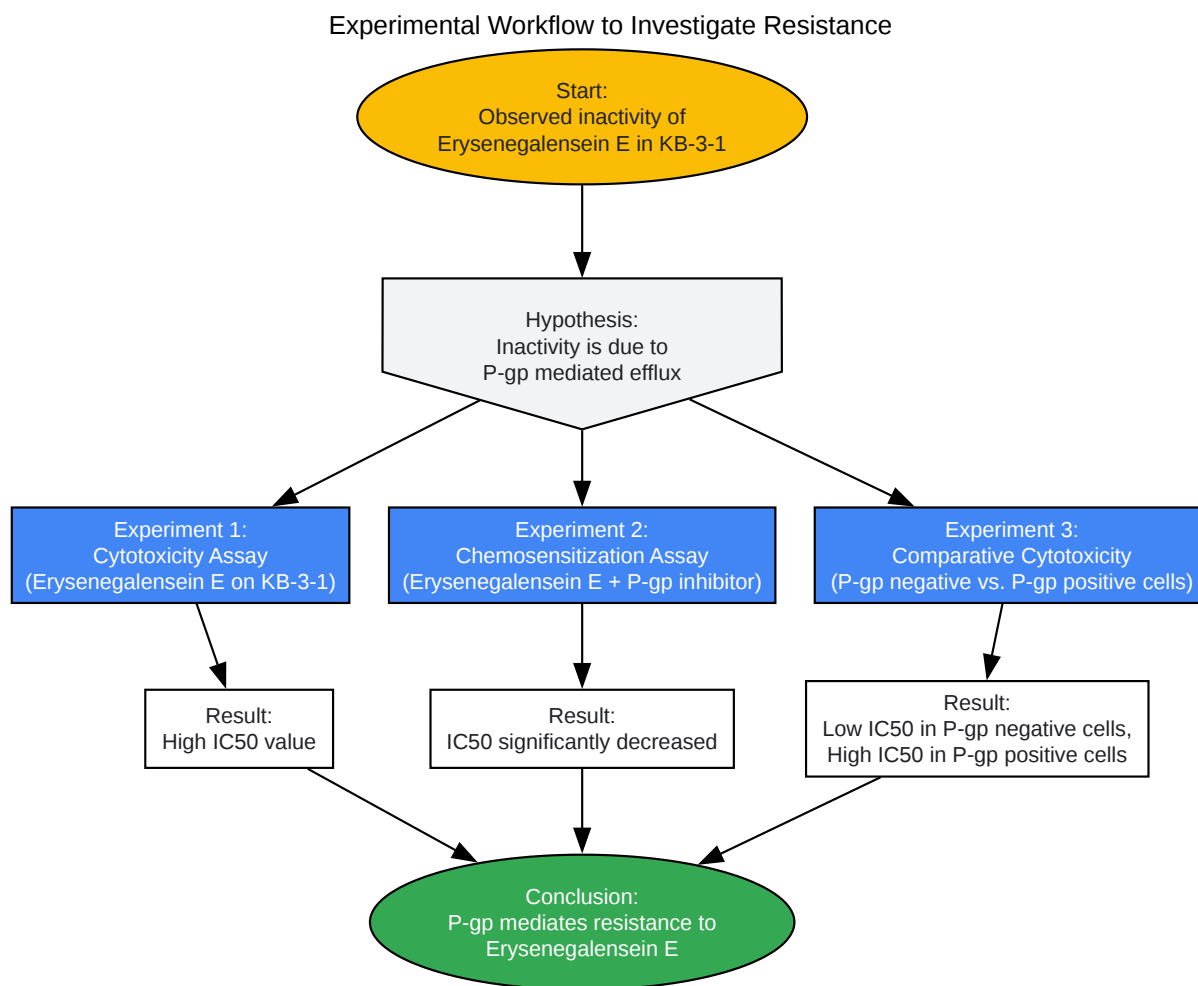 Experimental Workflow to Investigate Resistance
Start:
Observed inactivity of
Erysenegalensein E in KB-3-1
Hypothesis:
Inactivity is due to
P-gp mediated efflux
Experiment 1:
Cytotoxicity Assay
(Erysenegalensein E on KB-3-1)
Experiment 2:
Chemosensitization Assay
(Erysenegalensein E + P-gp inhibitor)
Experiment 3:
Comparative Cytotoxicity
(P-gp negative vs. P-gp positive cells)
Result:
High IC50 value
Result:
IC50 significantly decreased
Result:
Low IC50 in P-gp negative cells,
High IC50 in P-gp positive cells
Conclusion:
P-gp mediates resistance to
Erysenegalensein E